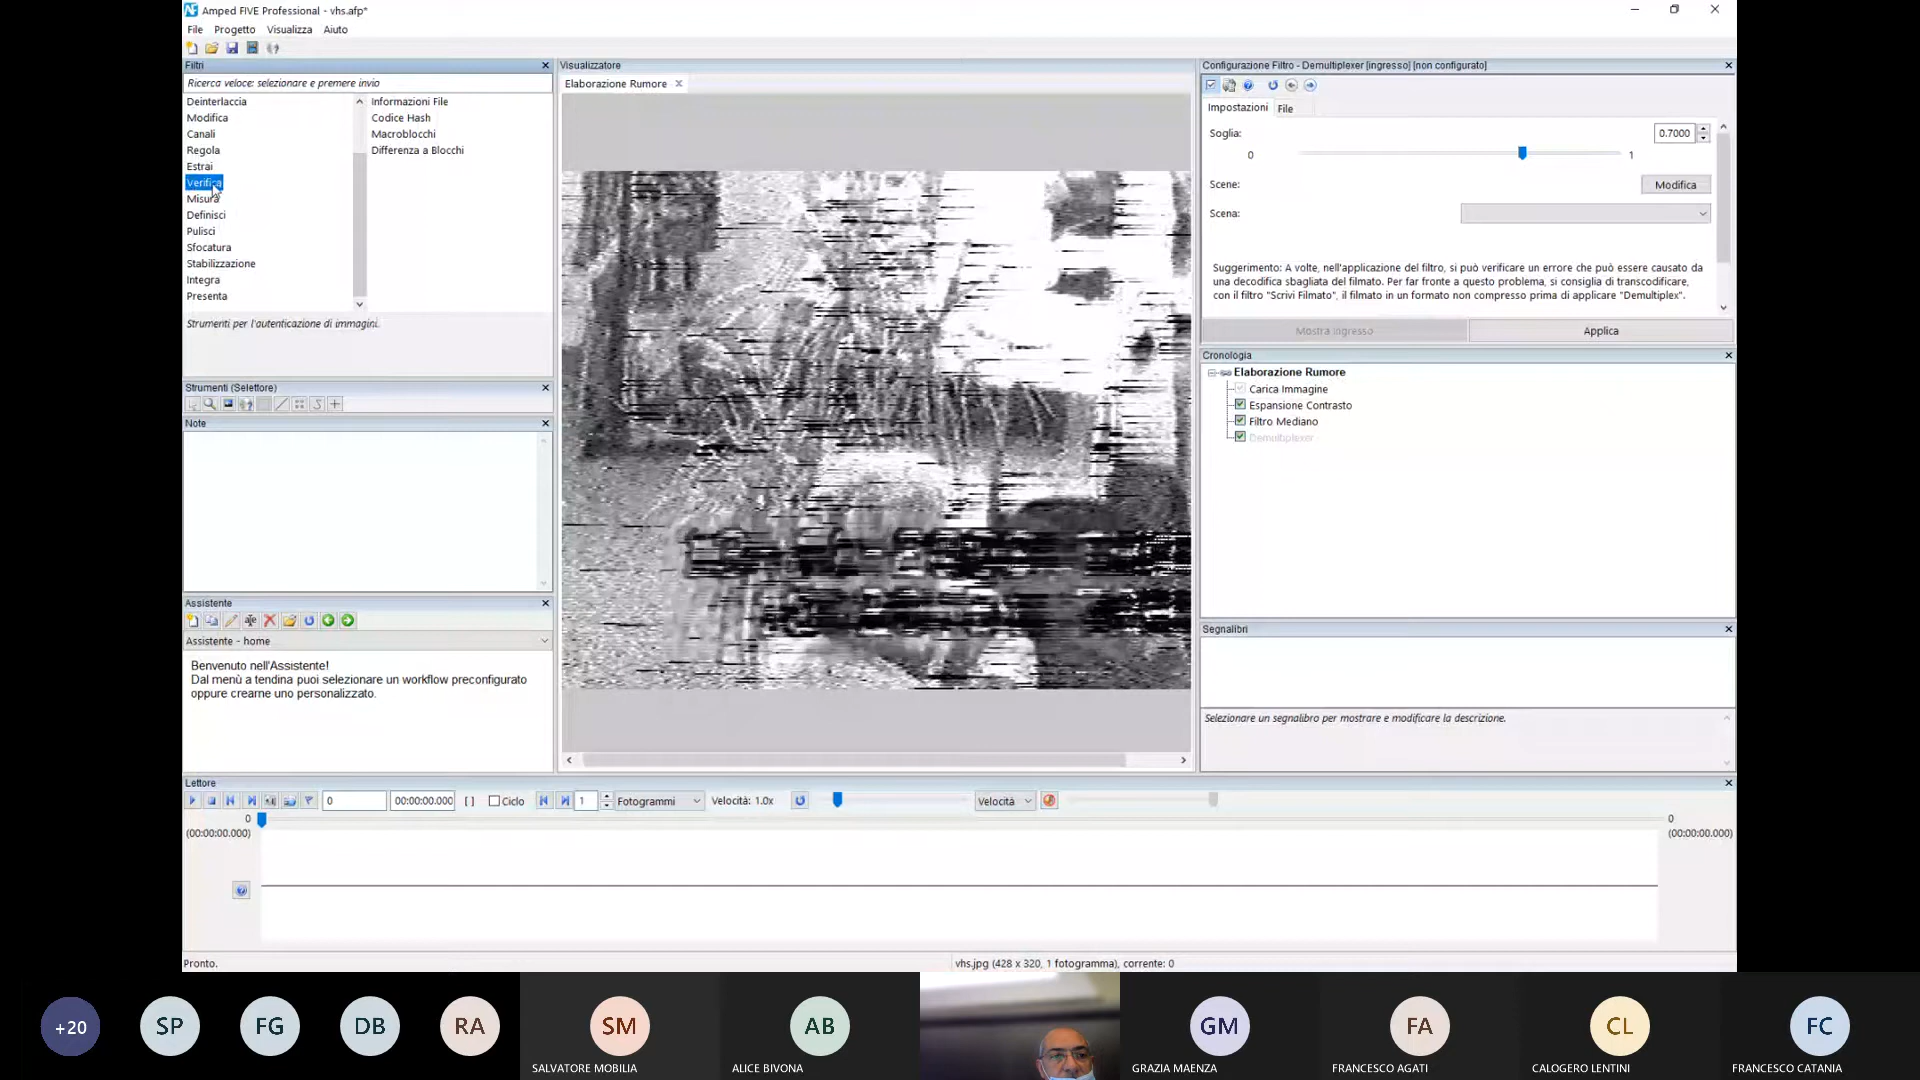 Amped FIVE Professional - vhs.afp*
File Progetto Visualizza Aiuto
Filtri
Ricerca veloce: selezionare e premere invio
Deinterlaccia
Modifica
Canali
Regola
Estrai
Verifica
Misura
Definisci
Pulisci
Sfocatura
Stabilizzazione
Integra
Presenta
Informazioni File
Codice Hash
Macroblocchi
Differenza a Blocchi
Strumenti per l'autenticazione di immagini.
Strumenti (Selettore)
Note
Assistente
Assistente - home
Benvenuto nell'Assistente!
Dal menù a tendina puoi selezionare un workflow preconfigurato
oppure crearne uno personalizzato.
Visualizzatore
Elaborazione Rumore
Configurazione Filtro - Demultiplexer [ingresso] [non configurato]
Impostazioni File
Soglia: 0.7000
0 1
Scene: Modifica
Scena:
Suggerimento: A volte, nell'applicazione del filtro, si può verificare un errore che può essere causato da
una decodifica sbagliata del filmato. Per far fronte a questo problema, si consiglia di transcodificare,
con il filtro "Scrivi Filmato", il filmato in un formato non compresso prima di applicare "Demultiplex".
Mostra Ingresso Applica
Cronologia
Elaborazione Rumore
Carica Immagine
Espansione Contrasto
Filtro Mediano
Demultiplexer
Segnalibri
Selezionare un segnalibro per mostrare e modificare la descrizione.
Lettore
0 00:00:00.000 [ ] Ciclo 1 Fotogrammi Velocità: 1.0x Velocità
0 0
(00:00:00.000) (00:00:00.000)
Pronto. vhs.jpg (428 x 320, 1 fotogramma), corrente: 0
+20 SP FG DB RA SM AB GM FA CL FC
SALVATORE MOBILIA ALICE BIVONA GRAZIA MAENZA FRANCESCO AGATI CALOGERO LENTINI FRANCESCO CATANIA